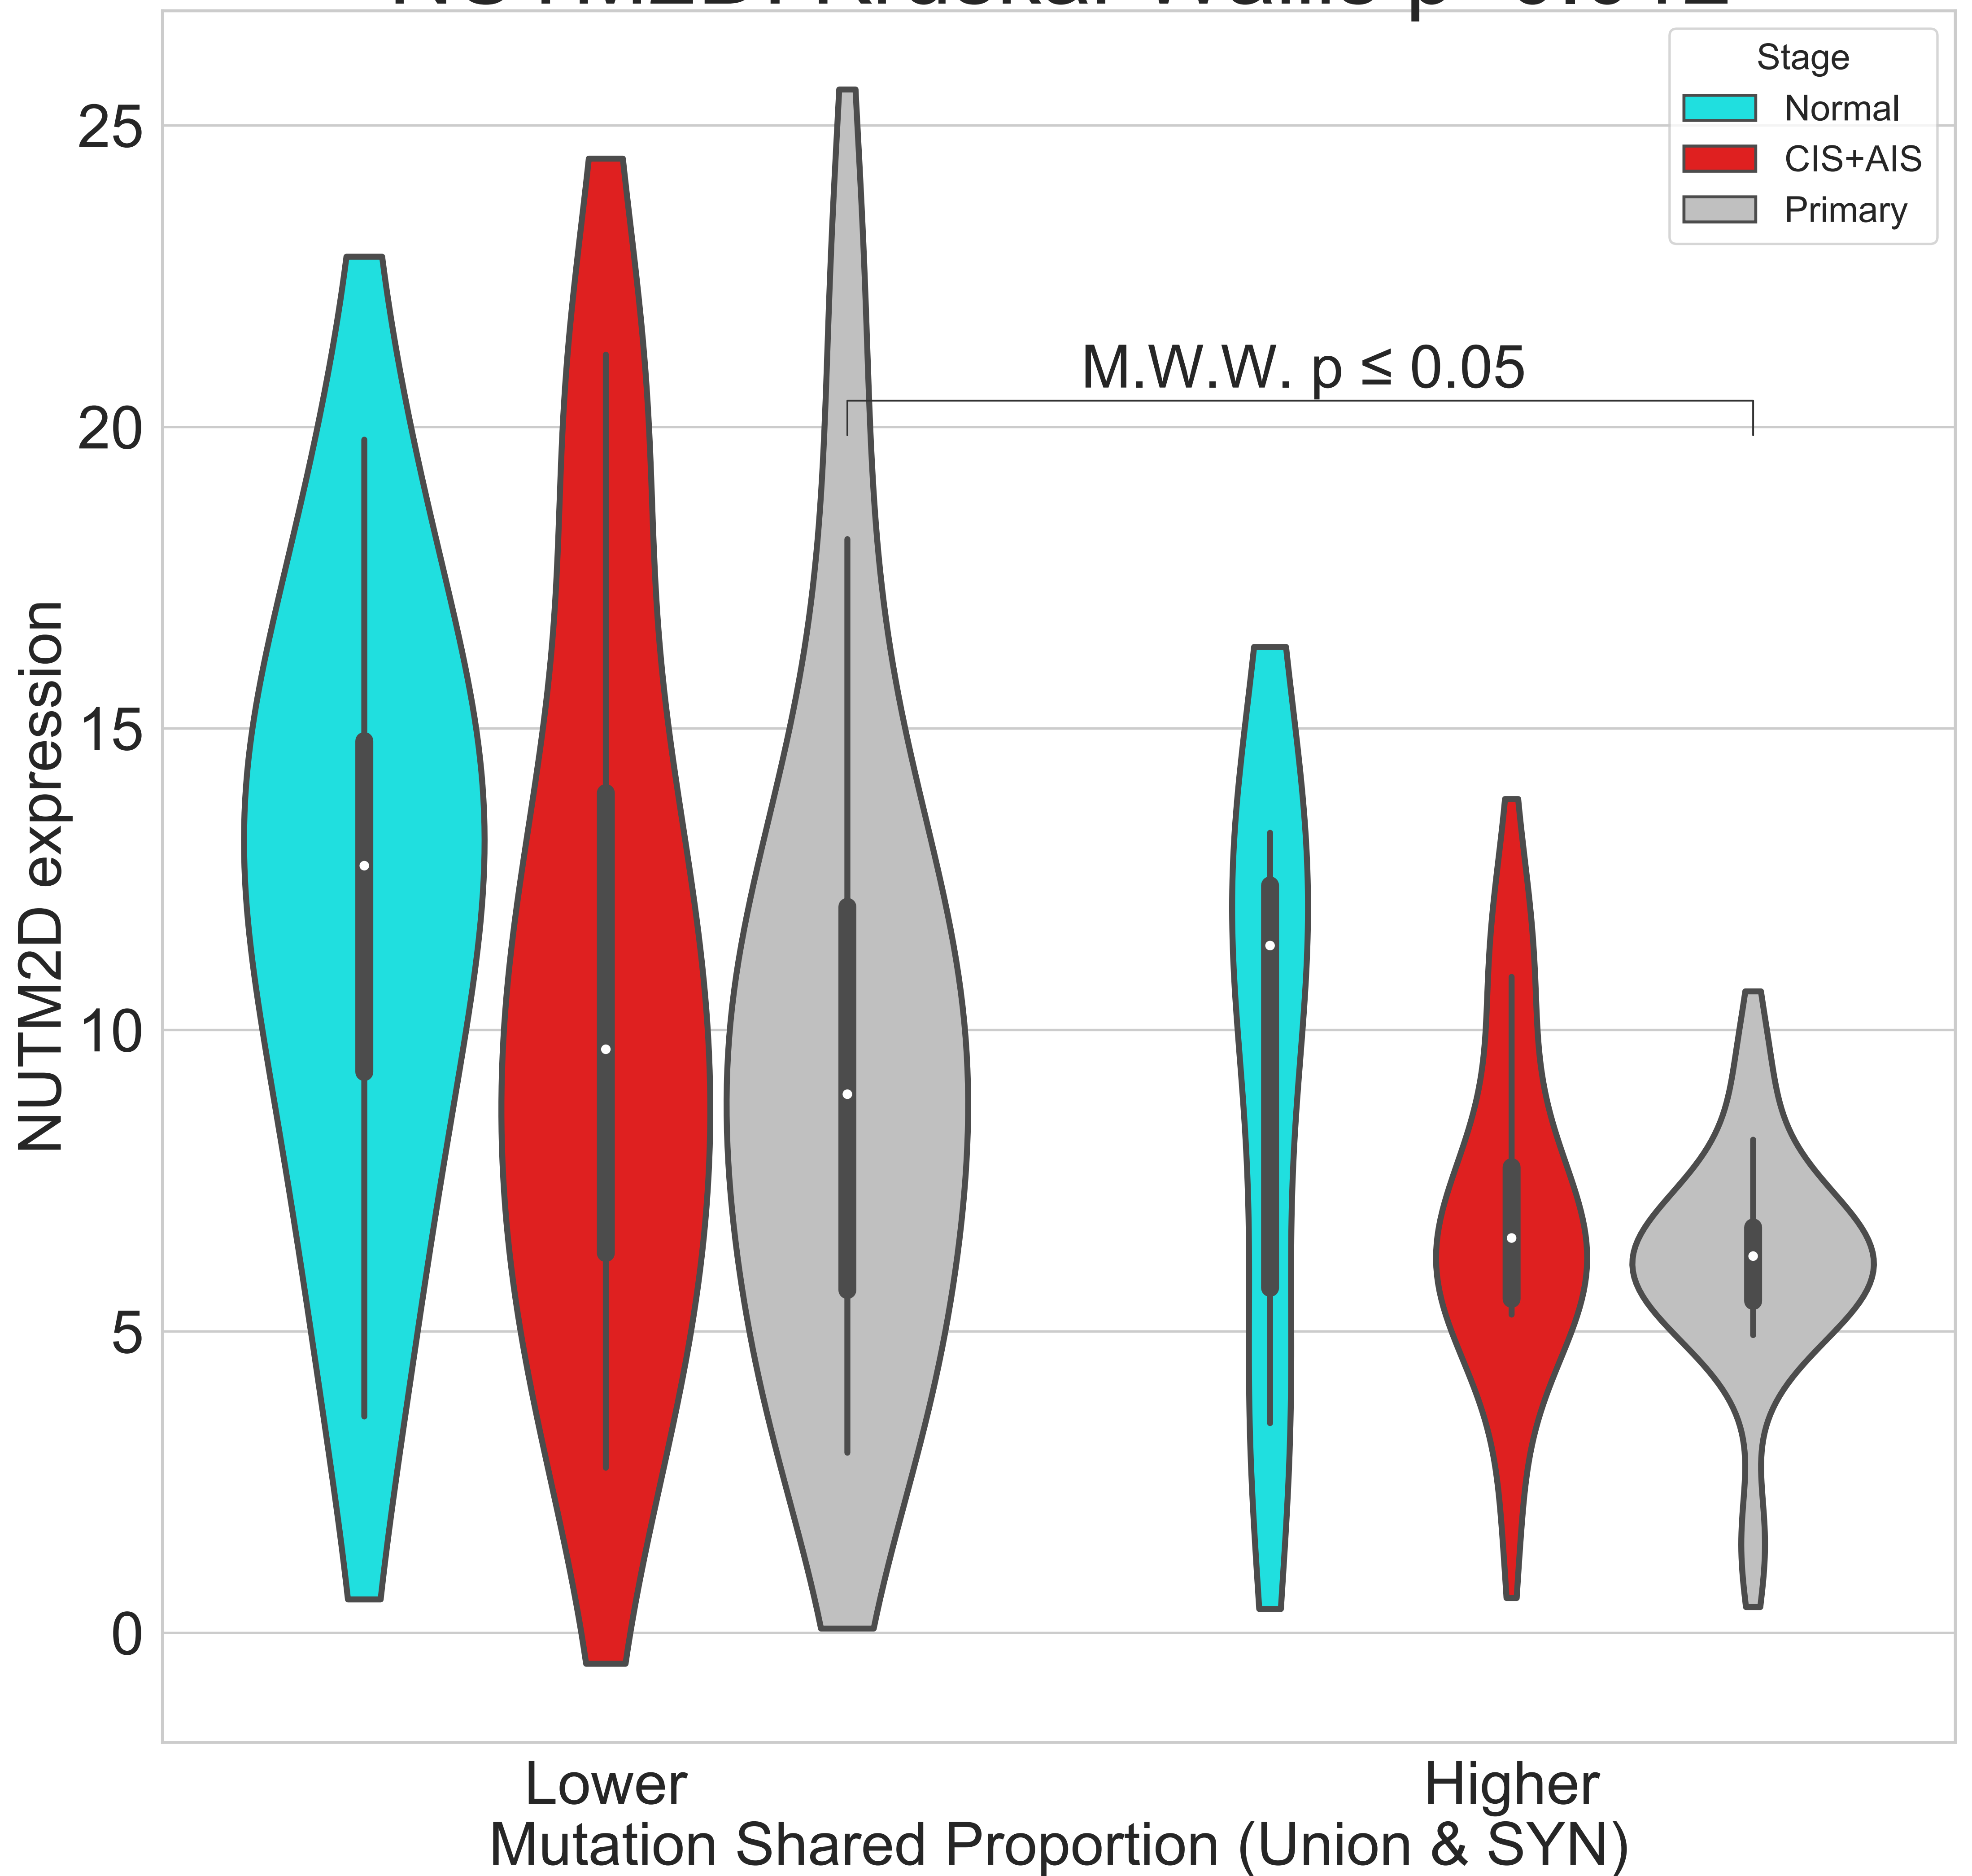 Stage
Normal
CIS+AIS
Primary
M.W.W. p ≤ 0.05
25
20
15
10
5
0
NUTM2D expression
Lower
Higher
Mutation Shared Proportion (Union & SYN)